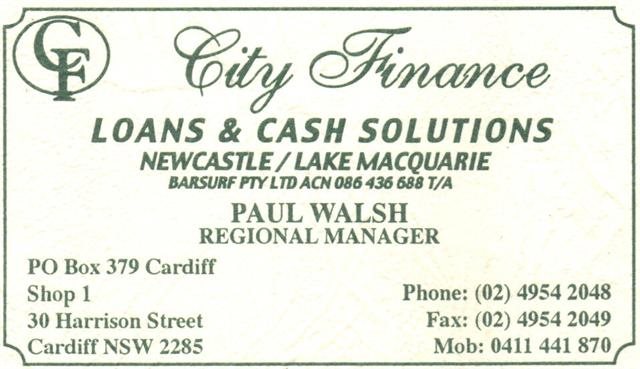 CF
City Finance
LOANS & CASH SOLUTIONS
NEWCASTLE / LAKE MACQUARIE
BARSURF PTY LTD ACN 086 436 688 T/A
PAUL WALSH
REGIONAL MANAGER
PO Box 379 Cardiff
Shop 1
30 Harrison Street
Cardiff NSW 2285
Phone: (02) 4954 2048
Fax: (02) 4954 2049
Mob: 0411 441 870